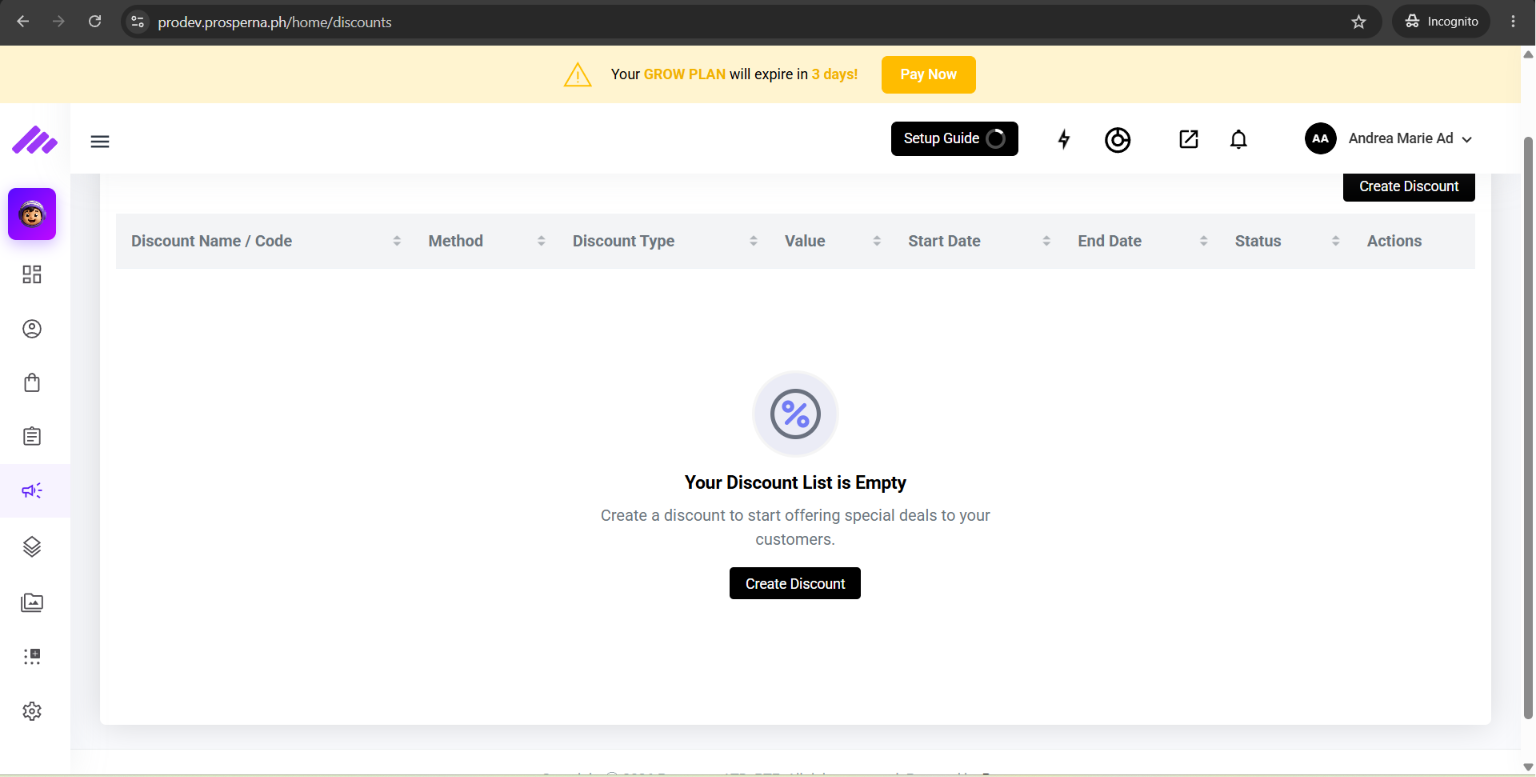 prodev.prosperna.ph/home/discounts
Incognito
Your GROW PLAN will expire in 3 days!
Pay Now
Setup Guide
AA
Andrea Marie Ad
Create Discount
Discount Name / Code
Method
Discount Type
Value
Start Date
End Date
Status
Actions
Your Discount List is Empty
Create a discount to start offering special deals to your
customers.
Create Discount